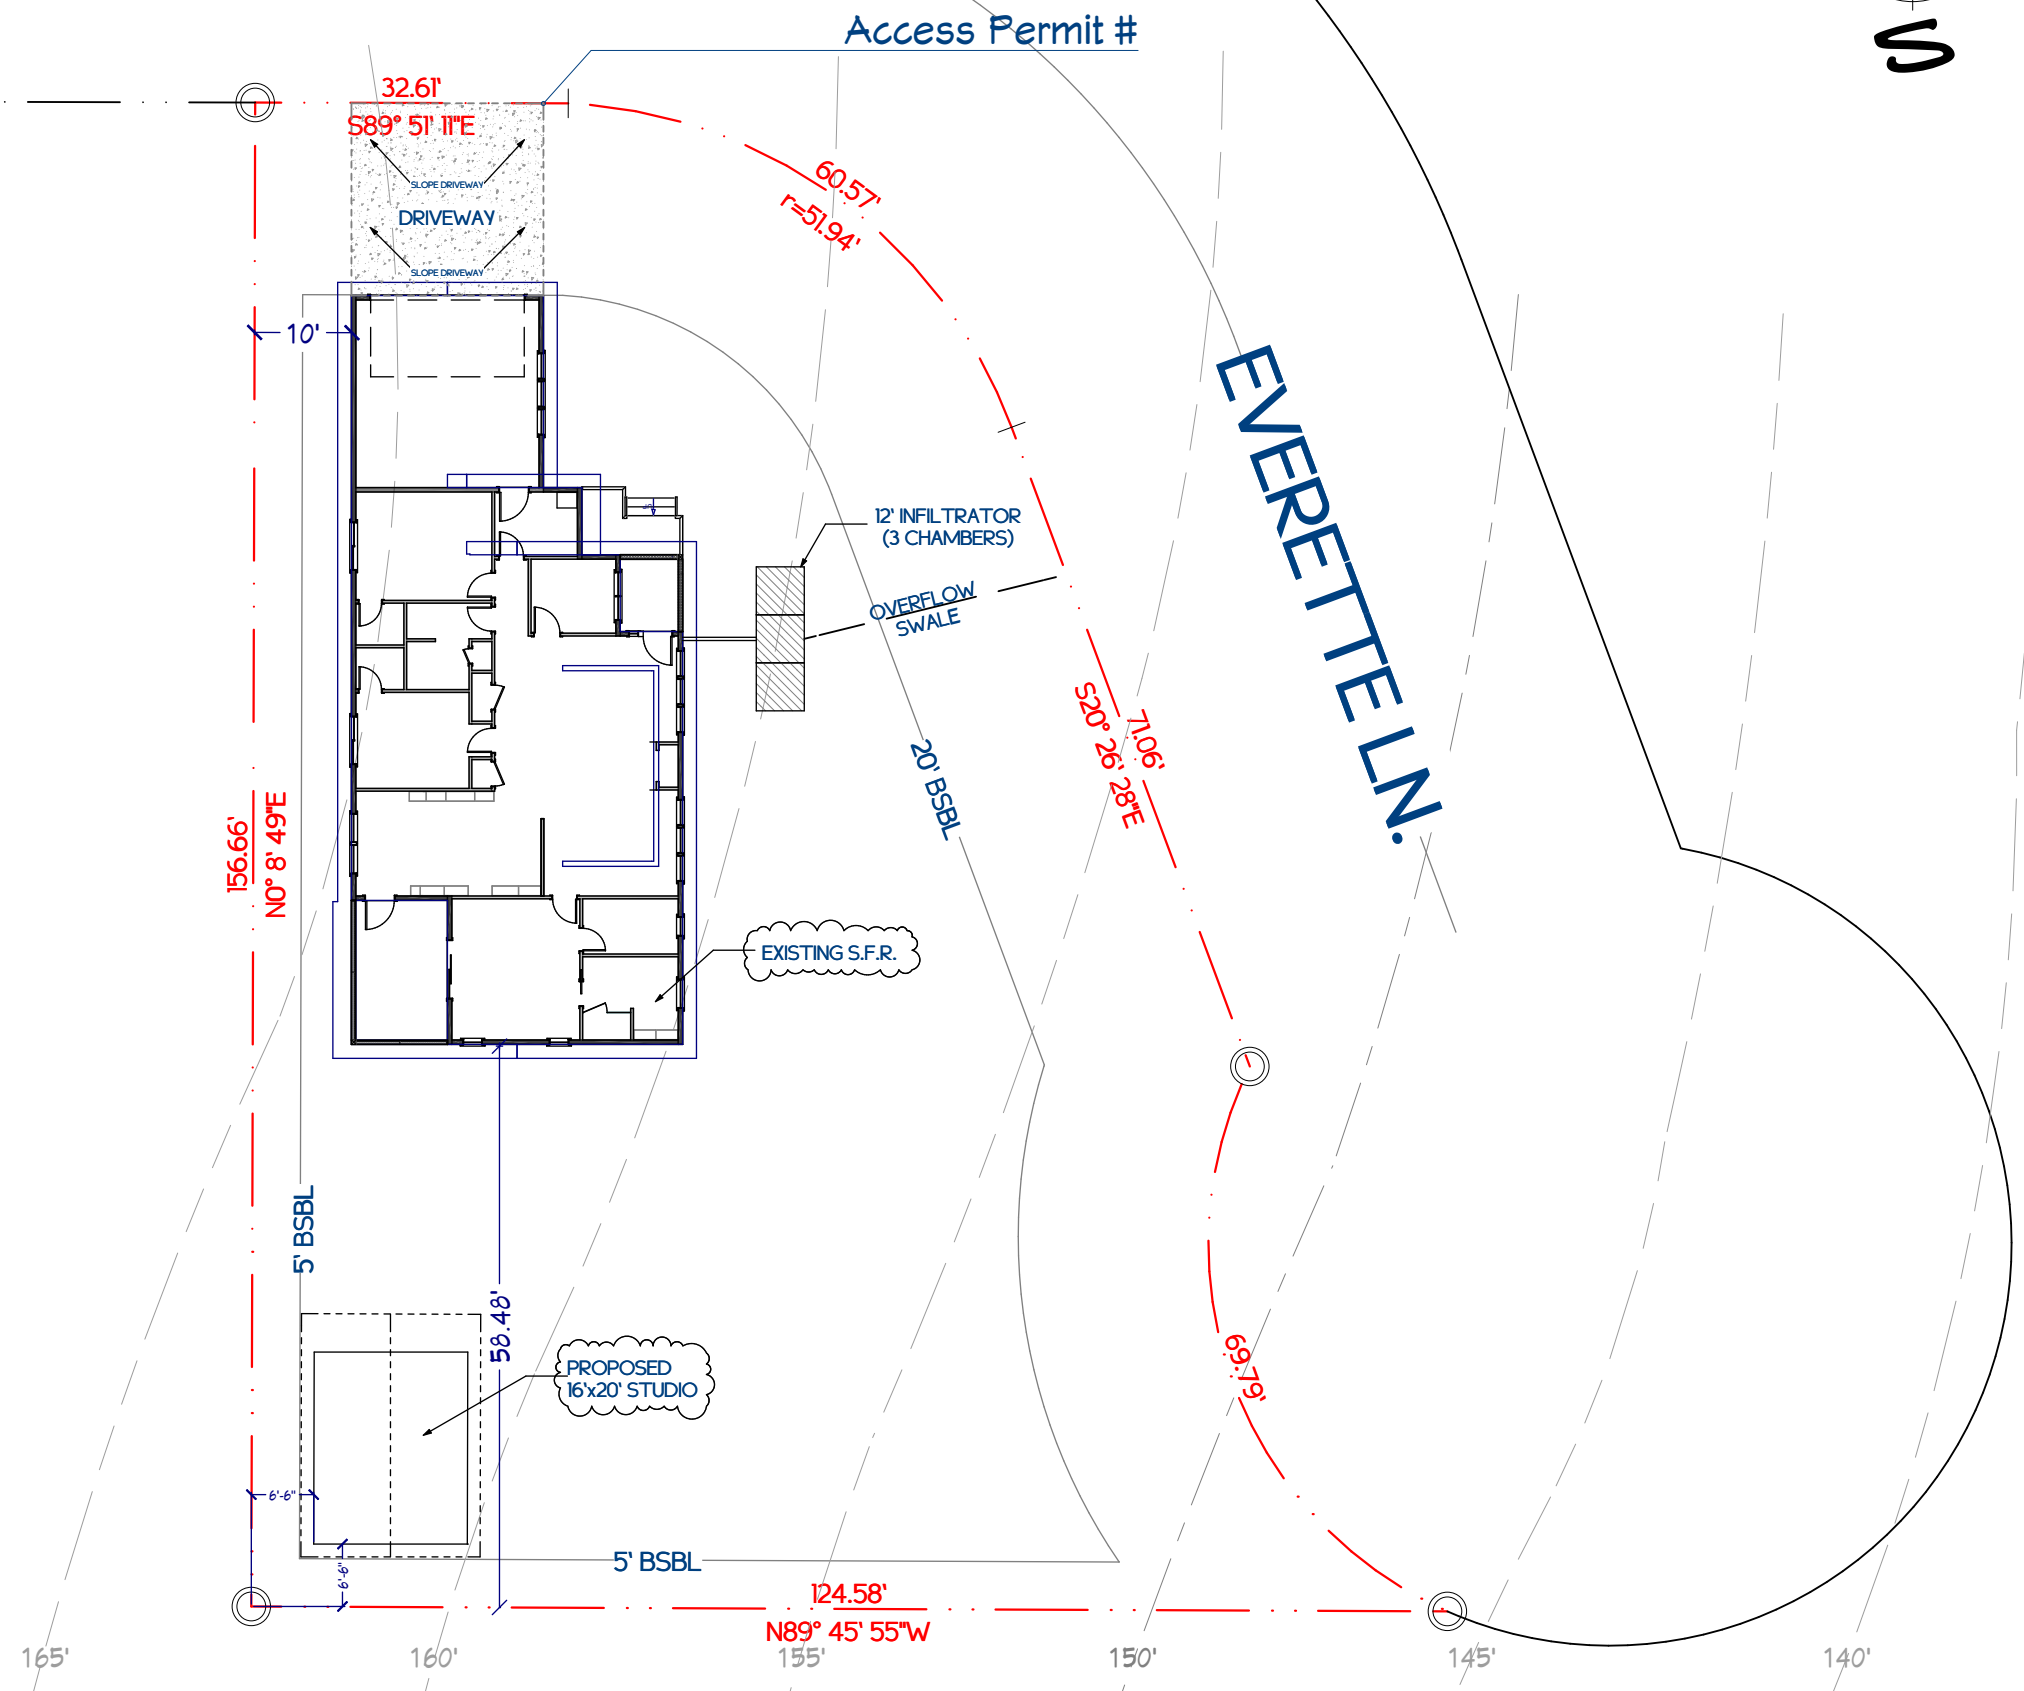 Access Permit #
S
32.61'
S89° 51' 11"E
SLOPE DRIVEWAY
DRIVEWAY
SLOPE DRIVEWAY
60.57'
r=51.94'
10'
EVERETTE LN.
12' INFILTRATOR
(3 CHAMBERS)
OVERFLOW
SWALE
71.06'
S20° 26' 28"E
20' BSBL
156.66'
N0° 8' 49"E
EXISTING S.F.R.
5' BSBL
58.48'
PROPOSED
16'x20' STUDIO
69.79'
6'-6"
6'-6"
5' BSBL
124.58'
N89° 45' 55"W
165'
160'
155'
150'
145'
140'